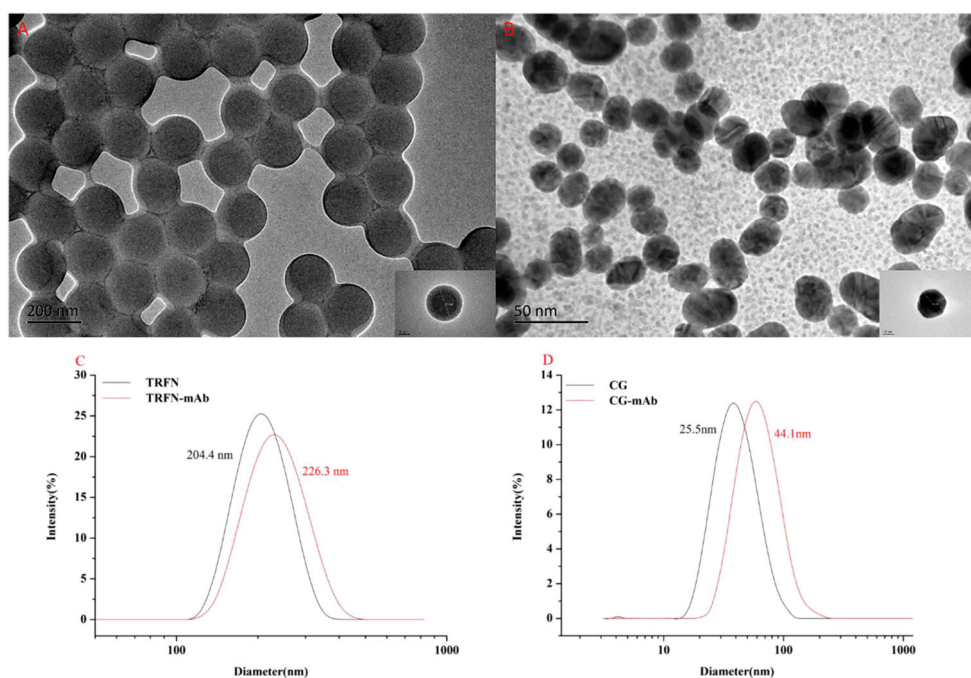 A
B
200 nm
50 nm
C
TRFN
TRFN-mAb
204.4 nm
226.3 nm
30
25
20
15
10
5
0
Intensity(%)
100
1000
Diameter(nm)
D
CG
CG-mAb
25.5nm
44.1nm
14
12
10
8
6
4
2
0
Intensity(%)
10
100
1000
Diameter(nm)